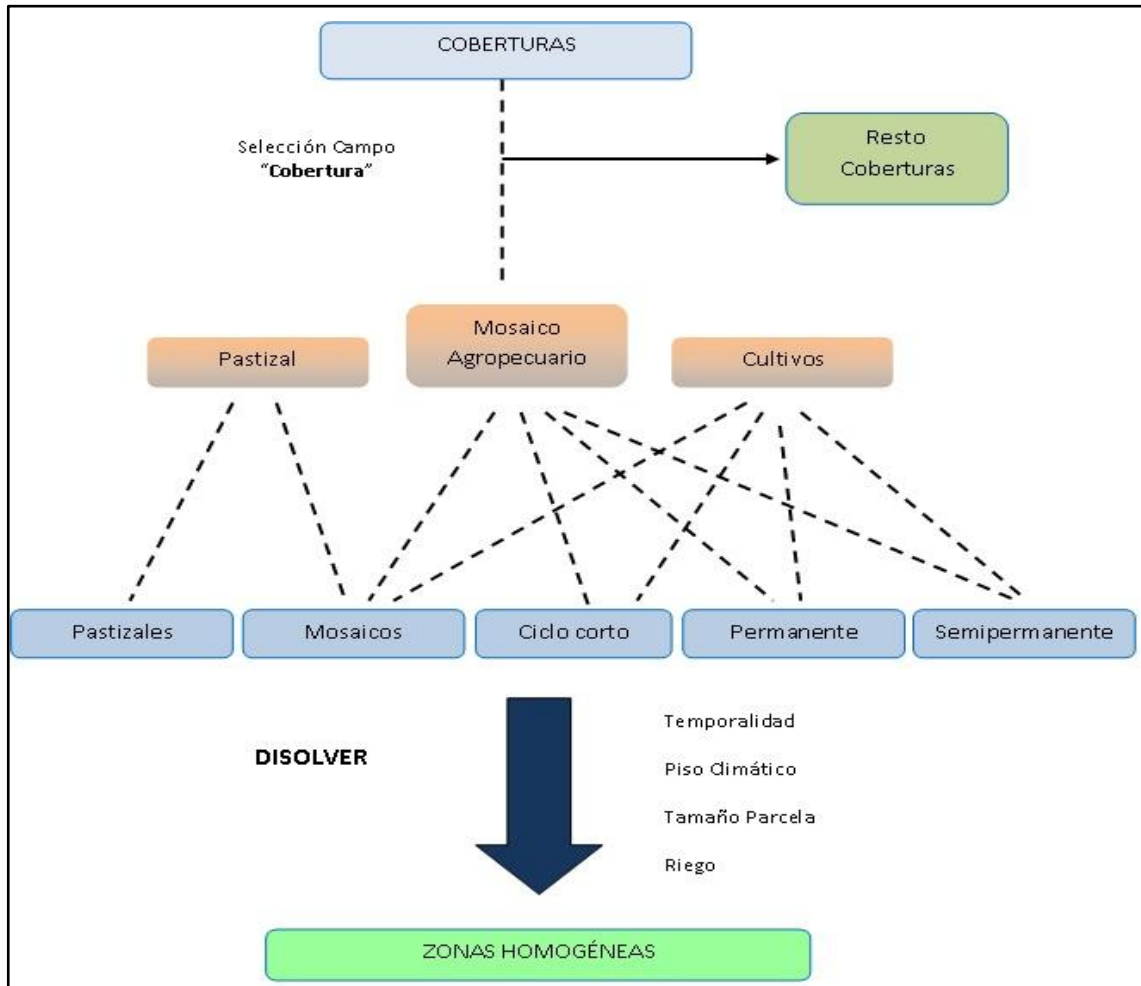 COBERTURAS
Selección Campo
"Cobertura"
Resto
Coberturas
Pastizal
Mosaico
Agropecuario
Cultivos
Pastizales
Mosaicos
Ciclo corto
Permanente
Semipermanente
DISOLVER
Temporalidad
Piso Climático
Tamaño Parcela
Riego
ZONAS HOMOGÉNEAS